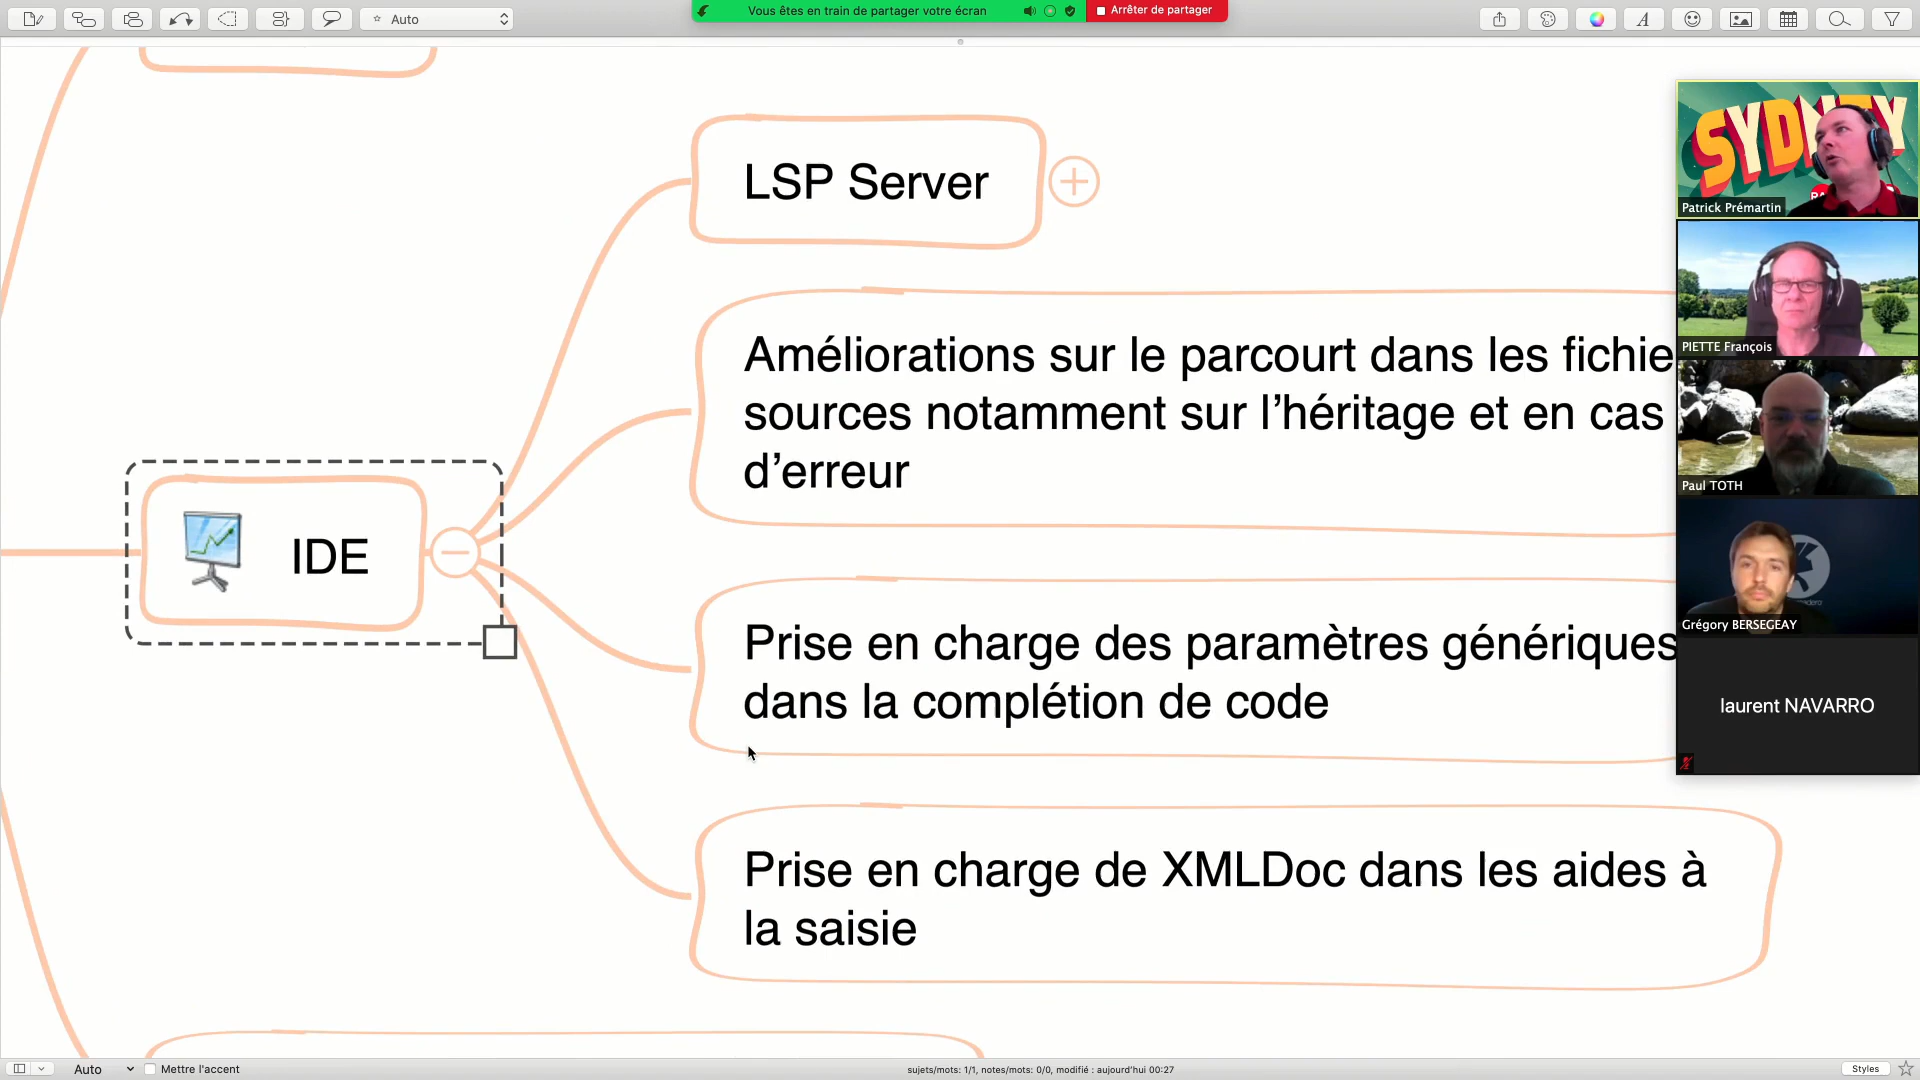 Auto
Vous êtes en train de partager votre écran
Arrêter de partager
SYDNEY
Patrick Prémartin
LSP Server
PIETTE François
Améliorations sur le parcourt dans les fichie
sources notamment sur l’héritage et en cas
d’erreur
Paul TOTH
IDE
Grégory BERSEGEAY
Prise en charge des paramètres génériques
dans la complétion de code
laurent NAVARRO
Prise en charge de XMLDoc dans les aides à
la saisie
Auto
Mettre l'accent
sujets/mots: 1/1, notes/mots: 0/0, modifié : aujourd’hui 00:27
Styles